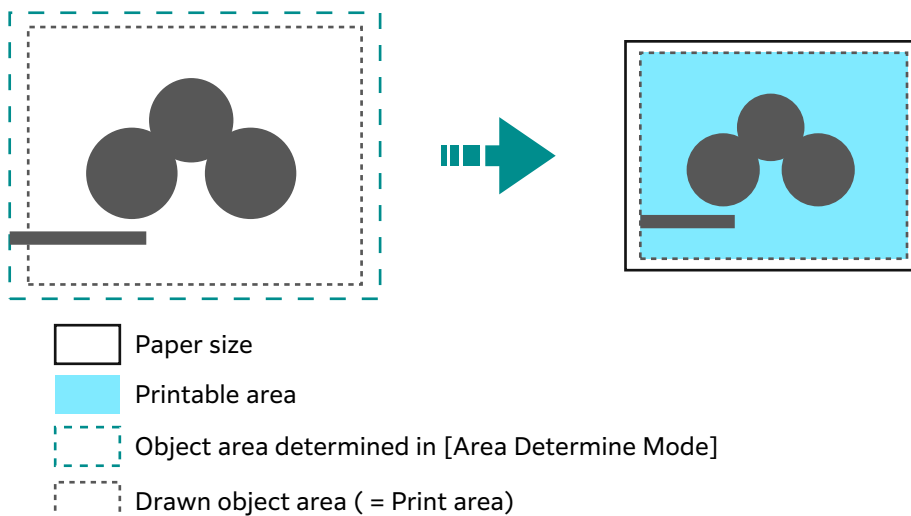 Paper size
Printable area
Object area determined in [Area Determine Mode]
Drawn object area ( = Print area)